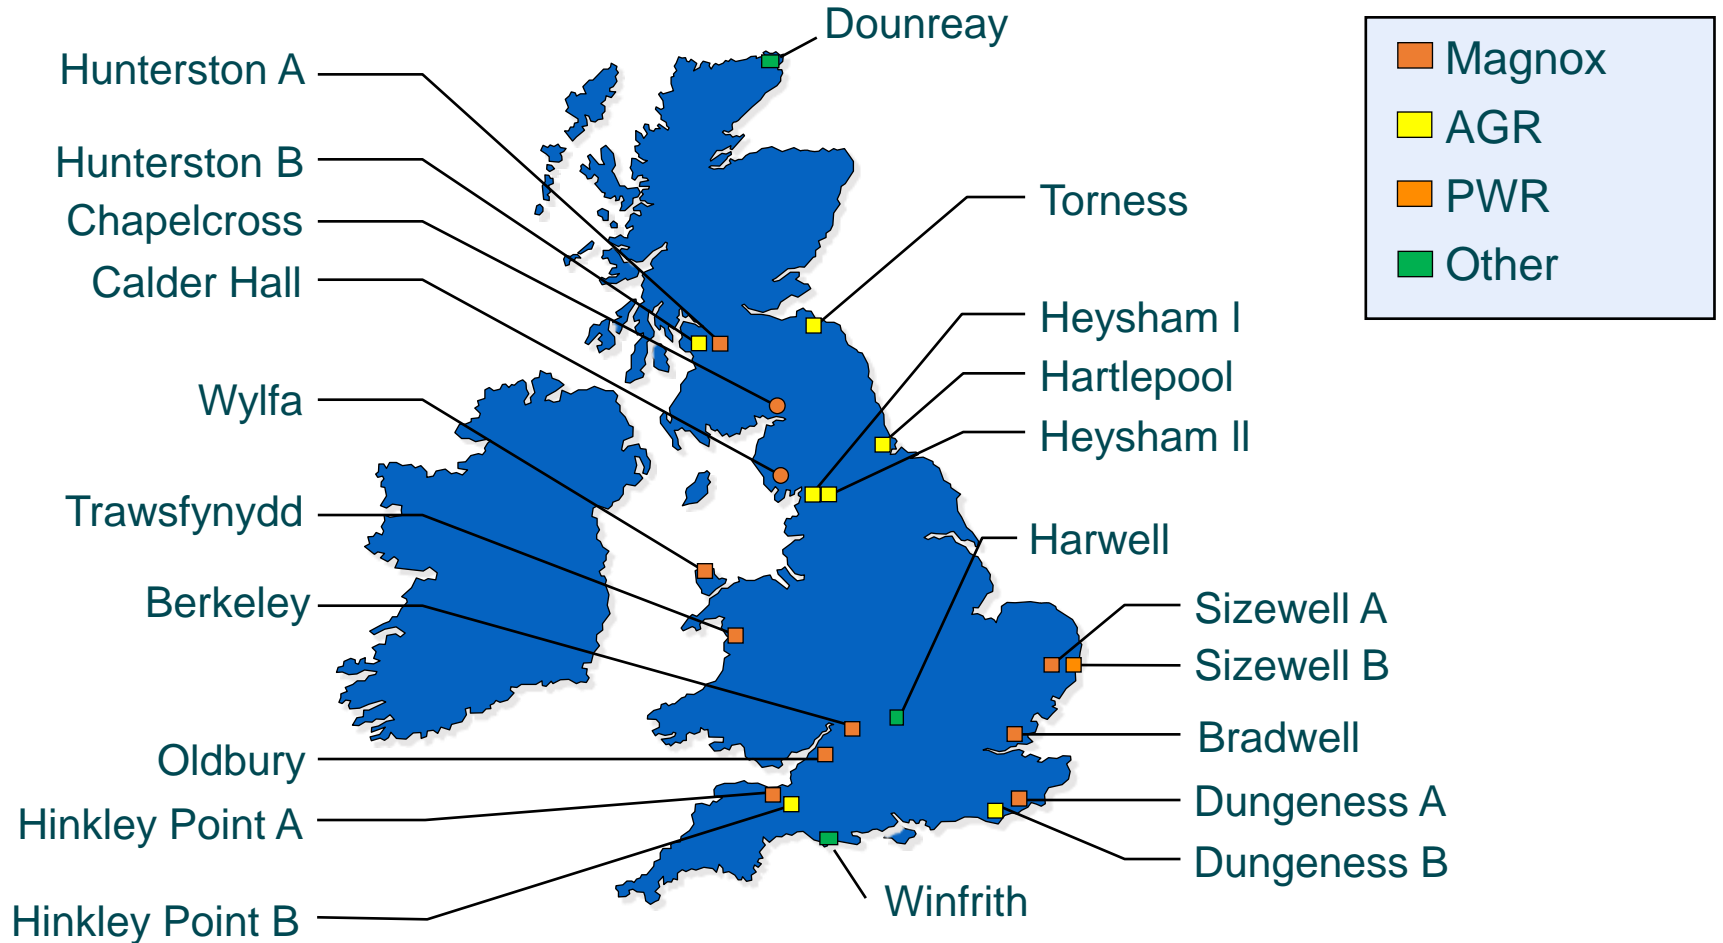 Dounreay
Hunterston A
Hunterston B
Chapelcross
Calder Hall
Wylfa
Trawsfynydd
Berkeley
Oldbury
Hinkley Point A
Hinkley Point B
Torness
Heysham I
Hartlepool
Heysham II
Harwell
Sizewell A
Sizewell B
Bradwell
Dungeness A
Dungeness B
Winfrith
Magnox
AGR
PWR
Other